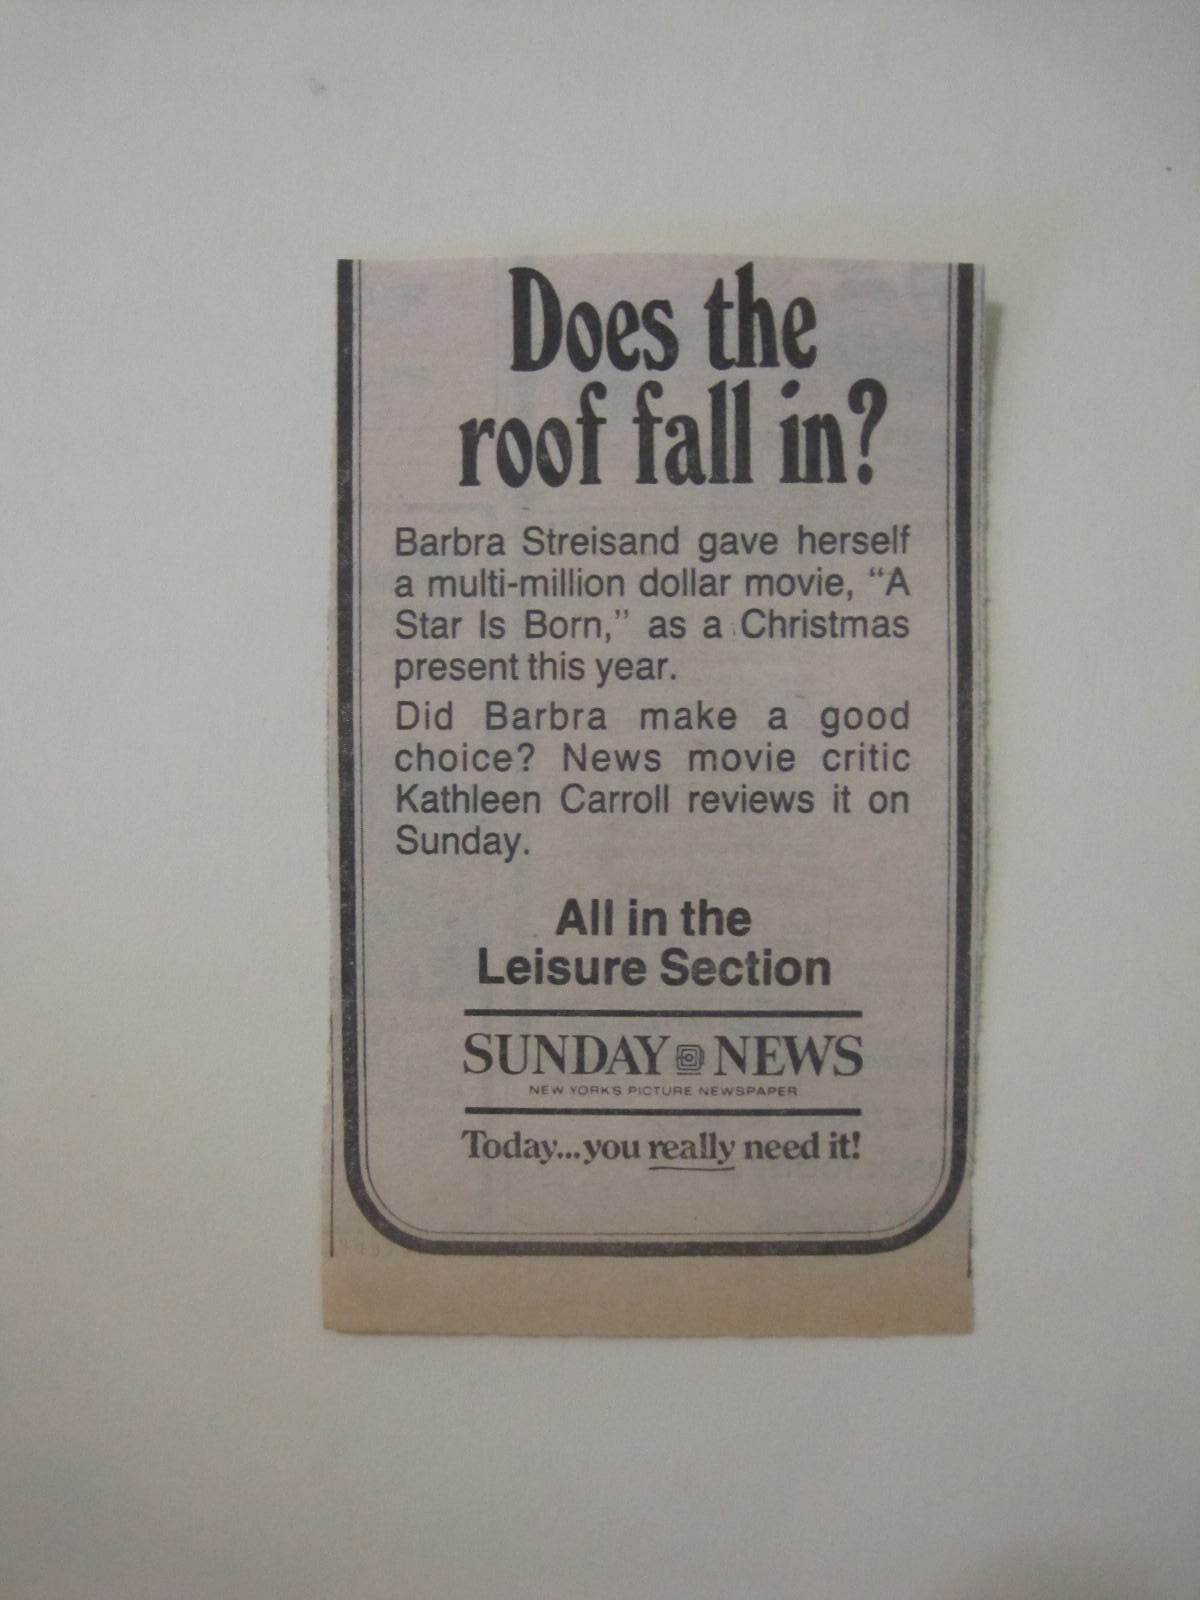 Does the
roof fall in?
Barbra Streisand gave herself
a multi-million dollar movie, “A
Star Is Born,” as a Christmas
present this year.
Did Barbra make a good
choice? News movie critic
Kathleen Carroll reviews it on
Sunday.
All in the
Leisure Section
SUNDAY NEWS
NEW YORK'S PICTURE NEWSPAPER
Today...you really need it!